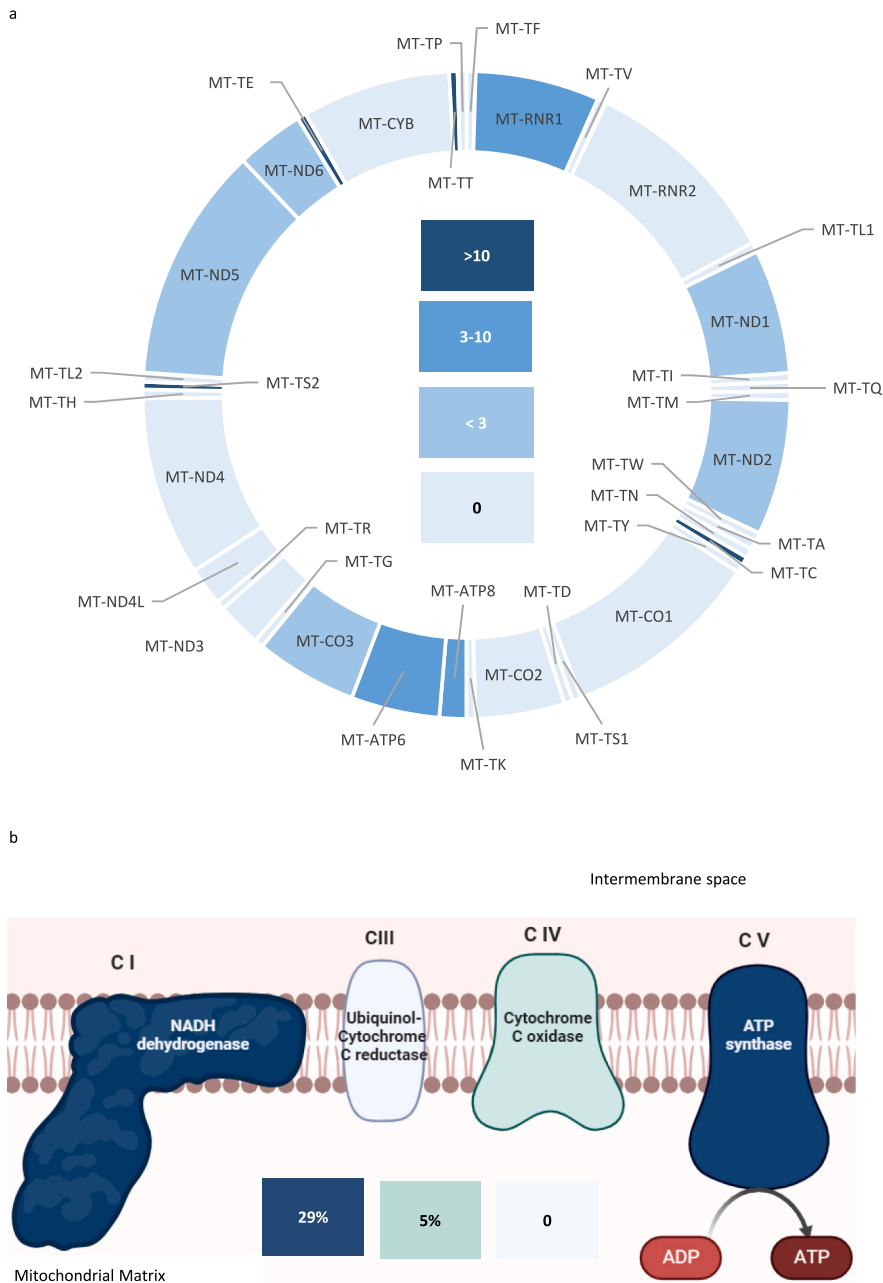 a
MT-TF
MT-TP
MT-TV
MT-TE
MT-RNR1
MT-CYB
MT-ND6
MT-TT
MT-RNR2
MT-TL1
>10
MT-ND5
MT-ND1
3-10
MT-TL2
MT-TS2
MT-TI
MT-TQ
MT-TH
MT-TM
< 3
MT-ND2
MT-TW
MT-ND4
MT-TN
0
MT-TR
MT-TY
MT-TA
MT-TG
MT-TC
MT-ATP8
MT-TD
MT-ND4L
MT-CO1
MT-ND3
MT-CO3
MT-CO2
MT-ATP6
MT-TS1
MT-TK
b
Intermembrane space
C I
CIII
C IV
C V
NADH
dehydrogenase
Ubiquinol-
Cytochrome
C reductase
Cytochrome
C oxidase
ATP
synthase
29%
5%
0
ADP
ATP
Mitochondrial Matrix